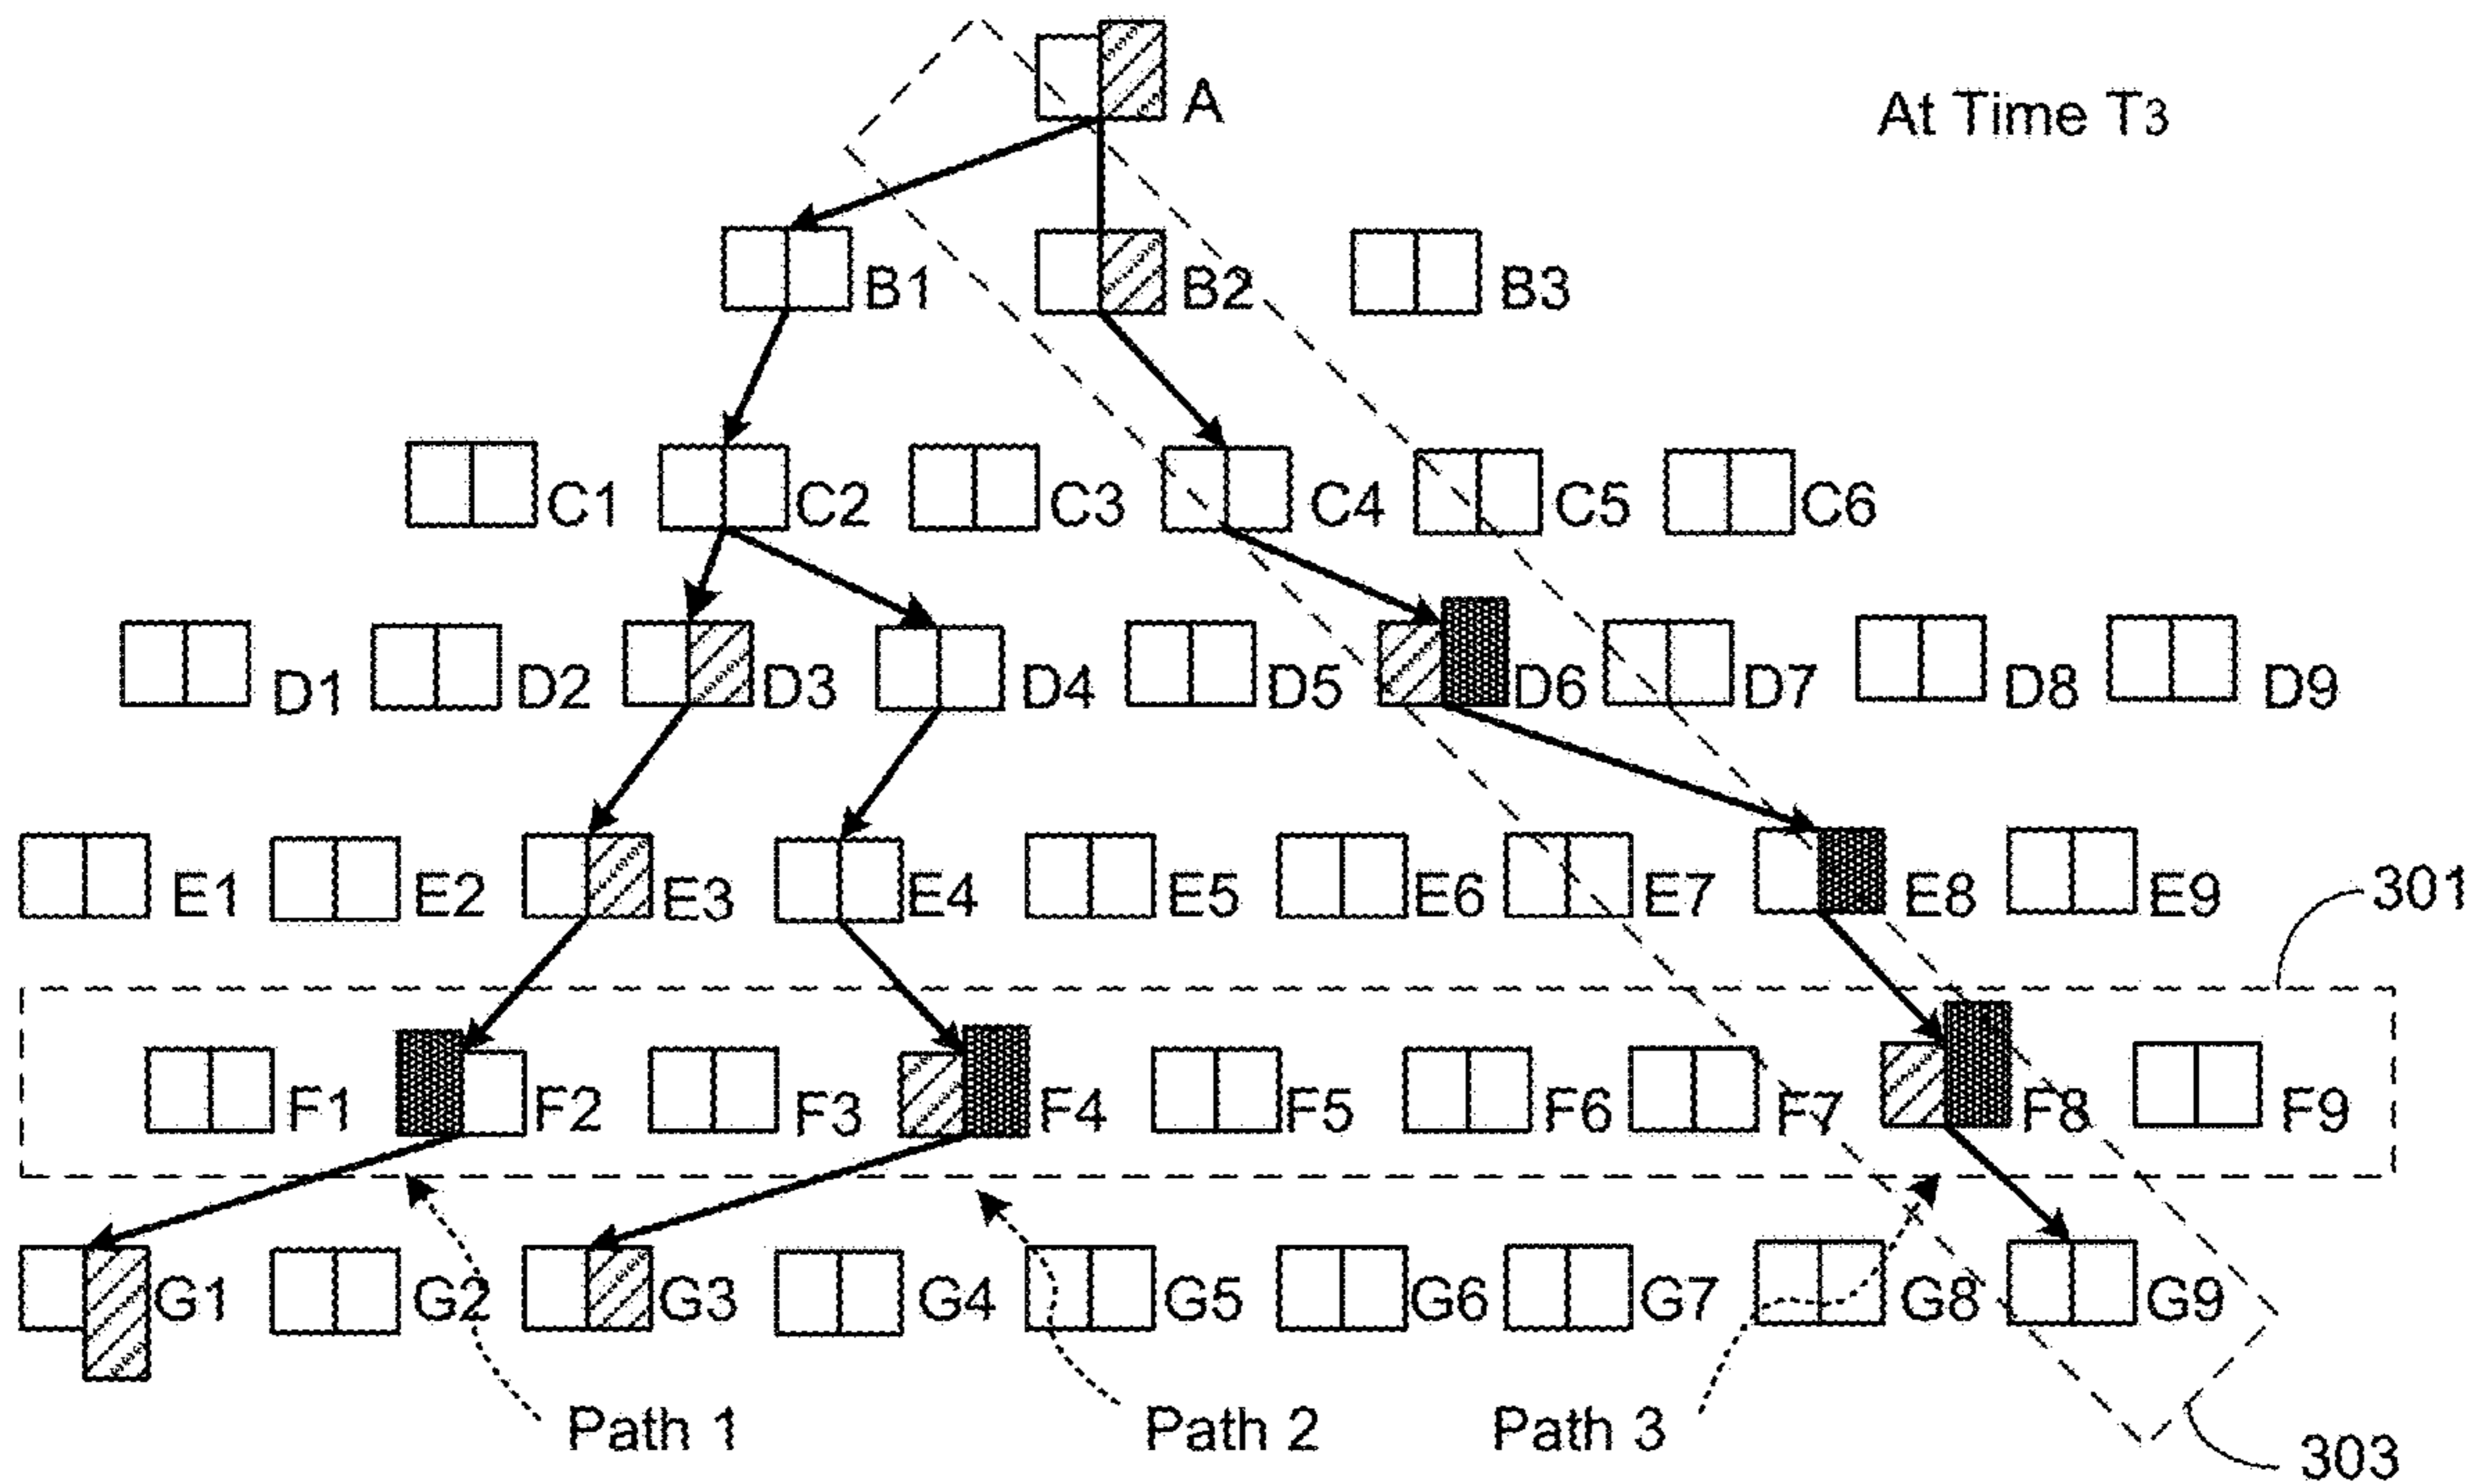 A
At Time T3
B1 B2 B3
C1 C2 C3 C4 C5 C6
D1 D2 D3 D4 D5 D6 D7 D8 D9
E1 E2 E3 E4 E5 E6 E7 E8 E9
301
F1 F2 F3 F4 F5 F6 F7 F8 F9
G1 G2 G3 G4 G5 G6 G7 G8 G9
Path 1 Path 2 Path 3
303